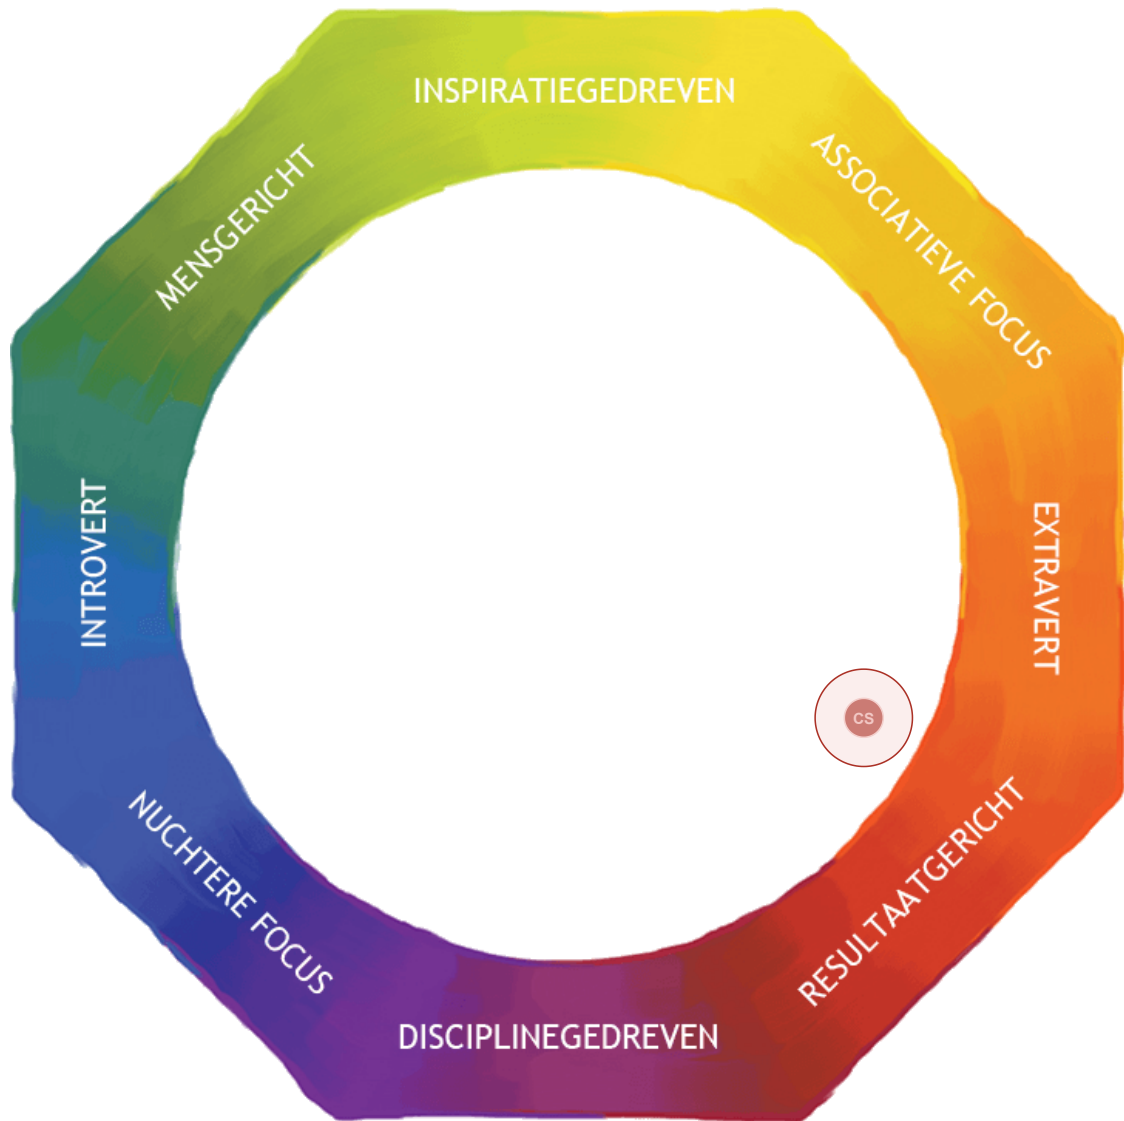 INSPIRATIEGEDREVEN
ASSOCIATIEVE FOCUS
MENSGERICHT
EXTRAVERT
INTROVERT
CS
RESULTAATGERICHT
NUCHTERE FOCUS
DISCIPLINEGEDREVEN